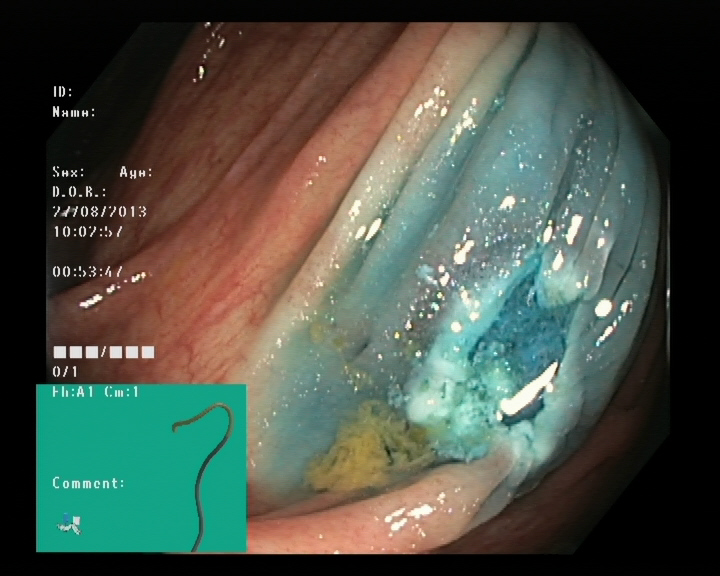 ID:
Name:
Sex: Age:
D.O.B.:
27/08/2013
10:02:57
00:53:47
■■■/■■■
0/1
Eh:A1 Cm:1
Comment: